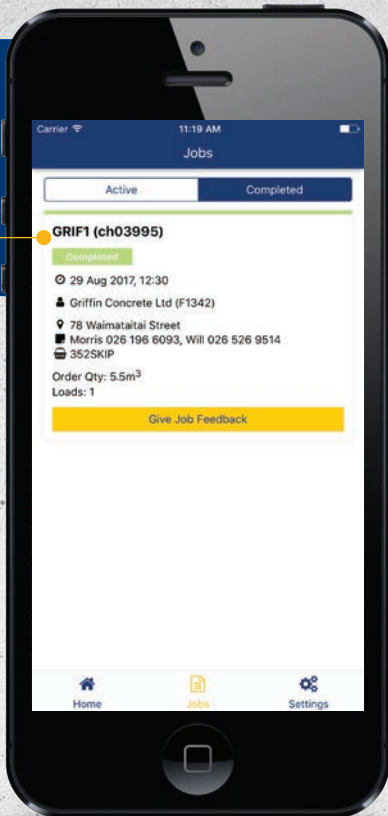 Carrier 11:19 AM
Jobs
Active Completed
GRIF1 (ch03995)
Completed
29 Aug 2017, 12:30
Griffin Concrete Ltd (F1342)
78 Waimataitai Street
Morris 026 196 6093, Will 026 526 9514
352SKIP
Order Qty: 5.5m³
Loads: 1
Give Job Feedback
Home Jobs Settings